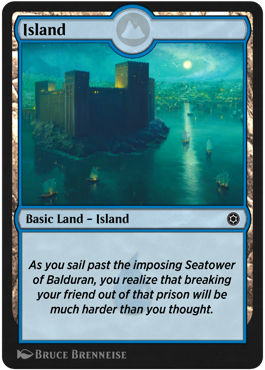 Island
Basic Land – Island
As you sail past the imposing Seatower
of Balduran, you realize that breaking
your friend out of that prison will be
much harder than you thought.
Bruce Brenneise